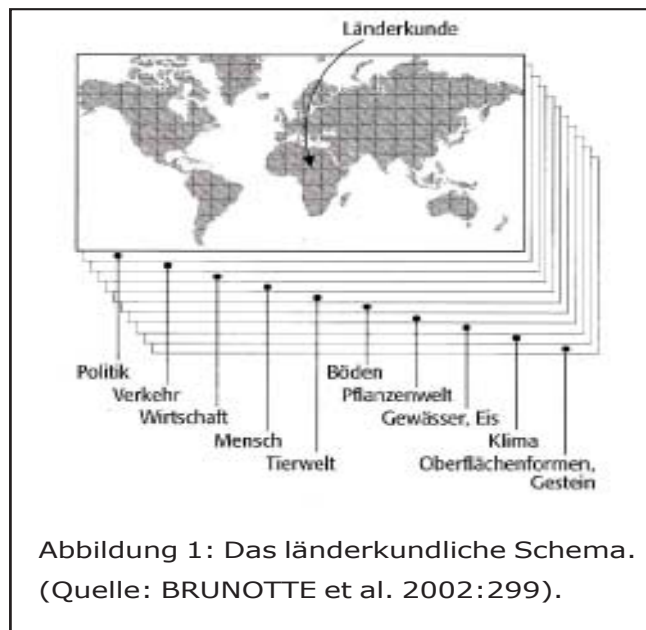 Länderkunde
Politik
Verkehr
Wirtschaft
Mensch
Tierwelt
Böden
Pflanzenwelt
Gewässer, Eis
Klima
Oberflächenformen,
Gestein
Abbildung 1: Das länderkundliche Schema.
(Quelle: BRUNOTTE et al. 2002:299).